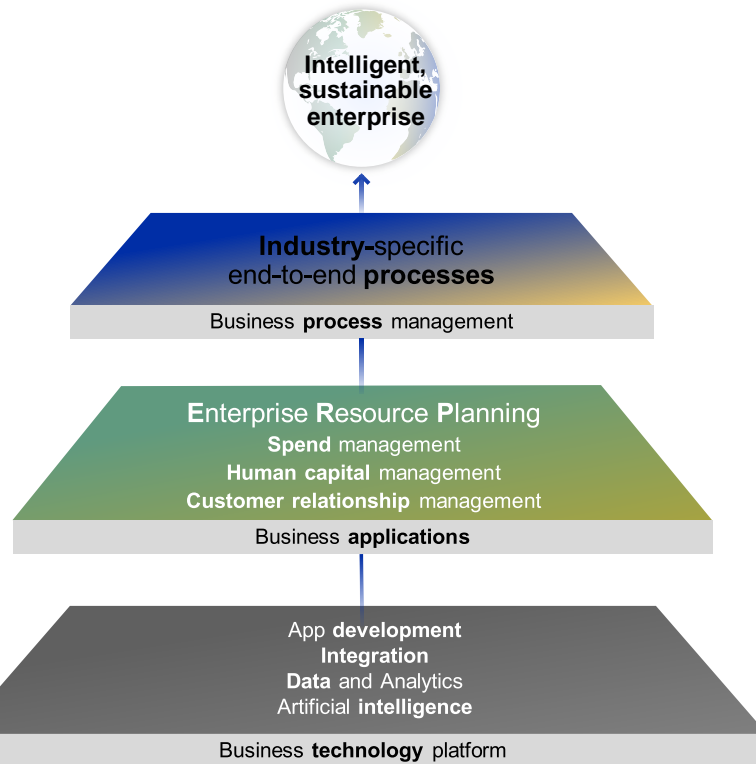 Intelligent,
sustainable
enterprise
Industry-specific
end-to-end processes
Business process management
Enterprise Resource Planning
Spend management
Human capital management
Customer relationship management
Business applications
App development
Integration
Data and Analytics
Artificial intelligence
Business technology platform